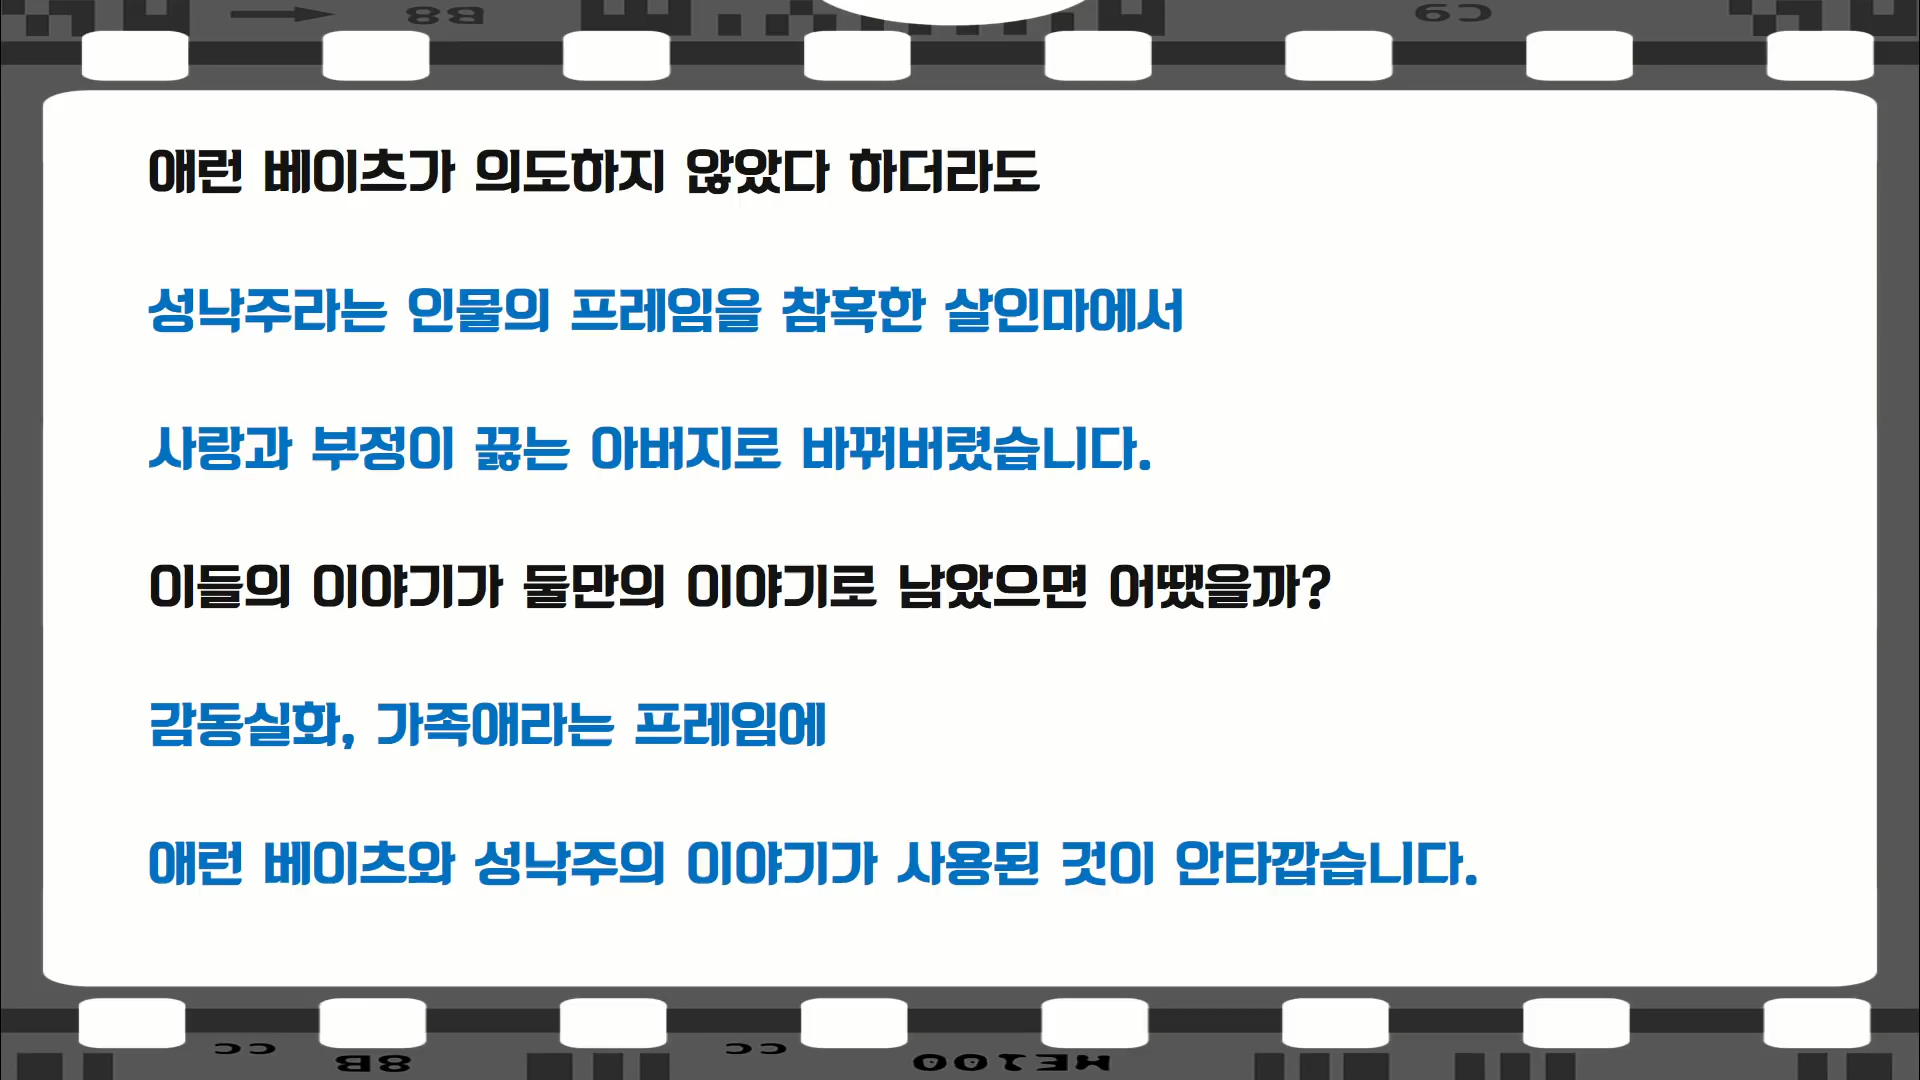 애런 베이츠가 의도하지 않았다 하더라도
성낙주라는 인물의 프레임을 참혹한 살인마에서
사랑과 부정이 끓는 아버지로 바꿔버렸습니다.
이들의 이야기가 둘만의 이야기로 남았으면 어땠을까?
감동실화, 가족애라는 프레임에
애런 베이츠와 성낙주의 이야기가 사용된 것이 안타깝습니다.